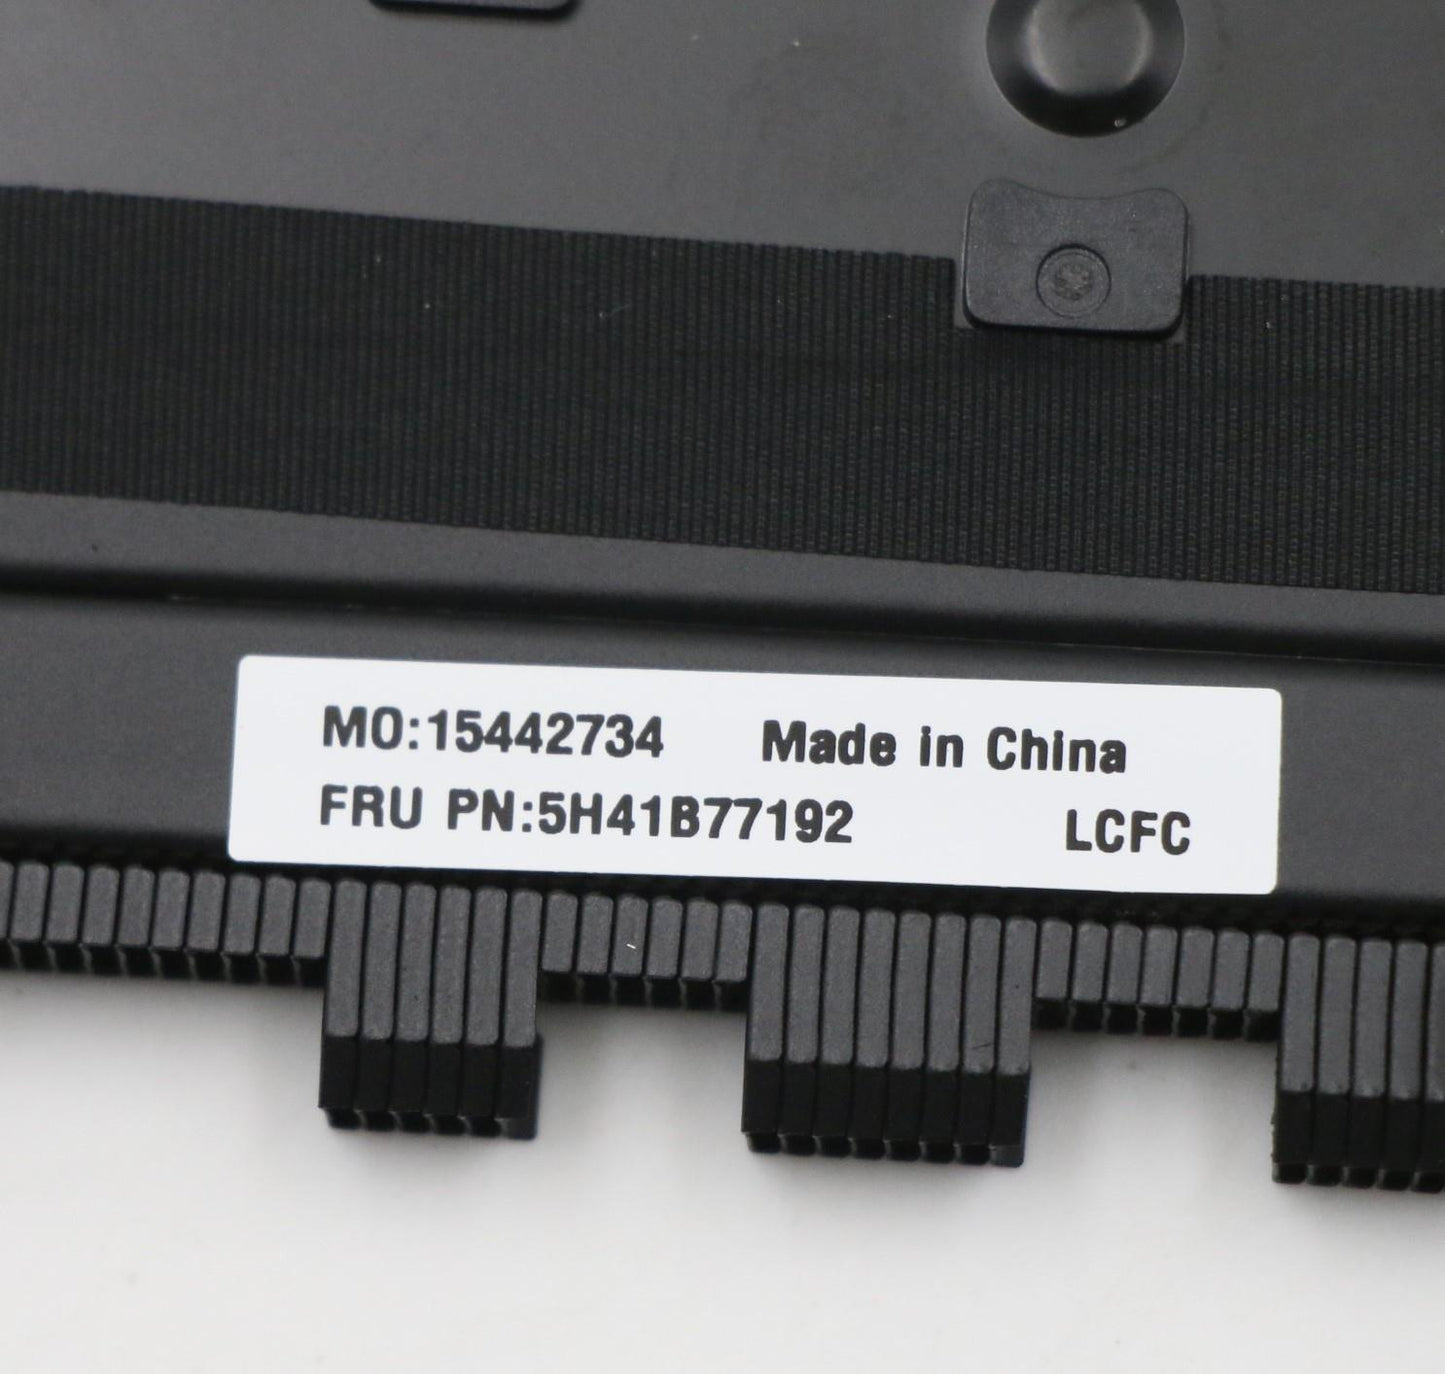 MO:15442734 Made in China
FRU PN:5H41B77192 LCFC